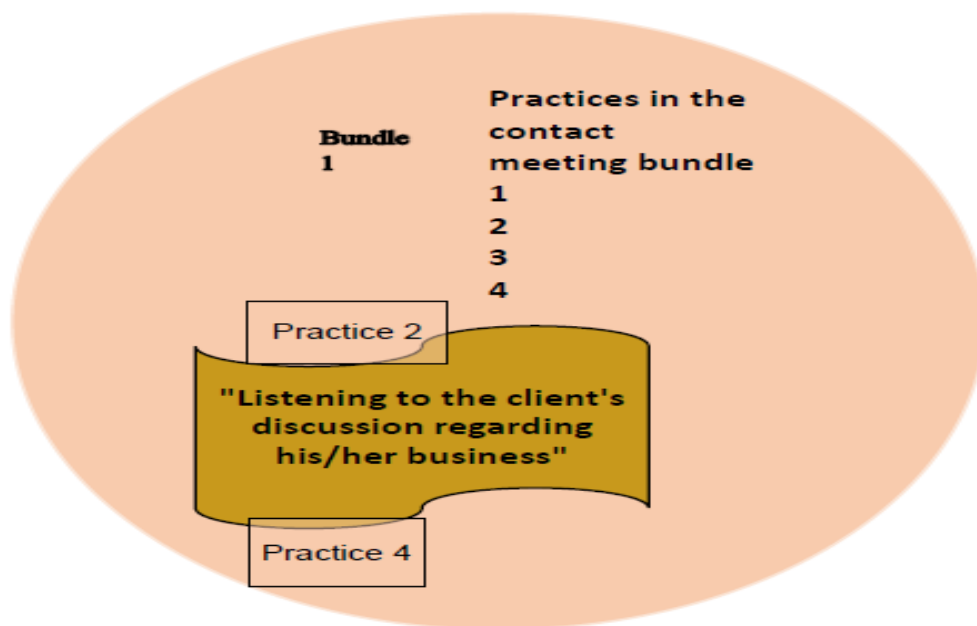 Bundle
1
Practices in the
contact
meeting bundle
1
2
3
4
Practice 2
"Listening to the client's
discussion regarding
his/her business"
Practice 4